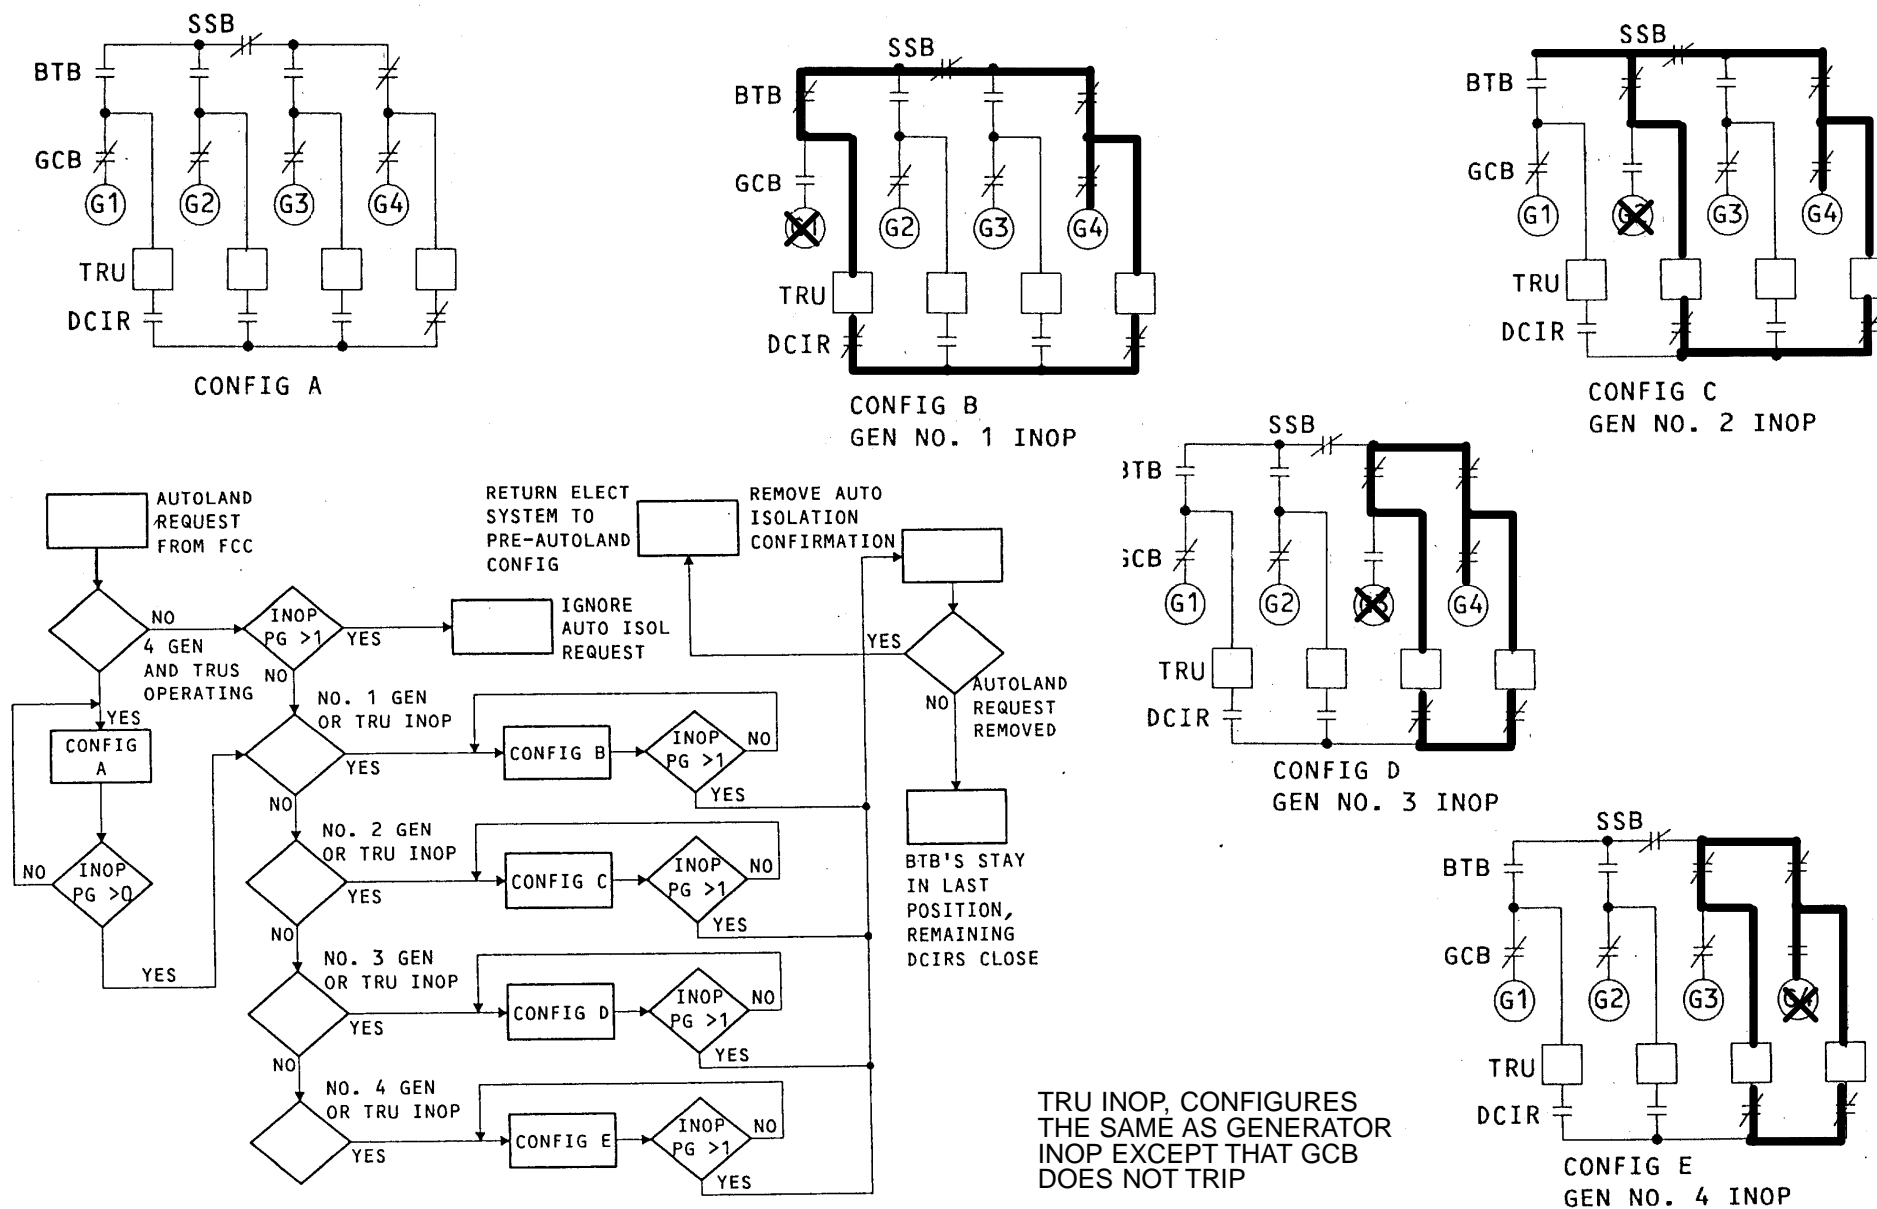 SSB
BTB
GCB
G1
G2
G3
G4
TRU
DCIR
CONFIG A
SSB
BTB
GCB
G2
G3
G4
TRU
DCIR
CONFIG B
GEN NO. 1 INOP
SSB
BTB
GCB
G1
G3
G4
TRU
DCIR
CONFIG C
GEN NO. 2 INOP
SSB
BTB
GCB
G1
G2
G4
TRU
DCIR
CONFIG D
GEN NO. 3 INOP
SSB
BTB
GCB
G1
G2
G3
TRU
DCIR
CONFIG E
GEN NO. 4 INOP
AUTOLAND
REQUEST
FROM FCC
NO
4 GEN
AND TRUS
OPERATING
YES
CONFIG
A
INOP
PG >0
NO
YES
INOP
PG >1
YES
NO
IGNORE
AUTO ISOL
REQUEST
NO. 1 GEN
OR TRU INOP
YES
NO
CONFIG B
INOP
PG >1
NO
YES
NO. 2 GEN
OR TRU INOP
YES
NO
CONFIG C
INOP
PG >1
NO
YES
NO. 3 GEN
OR TRU INOP
YES
NO
CONFIG D
INOP
PG >1
NO
YES
NO. 4 GEN
OR TRU INOP
YES
CONFIG E
INOP
PG >1
NO
YES
RETURN ELECT
SYSTEM TO
PRE-AUTOLAND
CONFIG
REMOVE AUTO
ISOLATION
CONFIRMATION
YES
NO
AUTOLAND
REQUEST
REMOVED
BTB'S STAY
IN LAST
POSITION,
REMAINING
DCIRS CLOSE
TRU INOP, CONFIGURES
THE SAME AS GENERATOR
INOP EXCEPT THAT GCB
DOES NOT TRIP